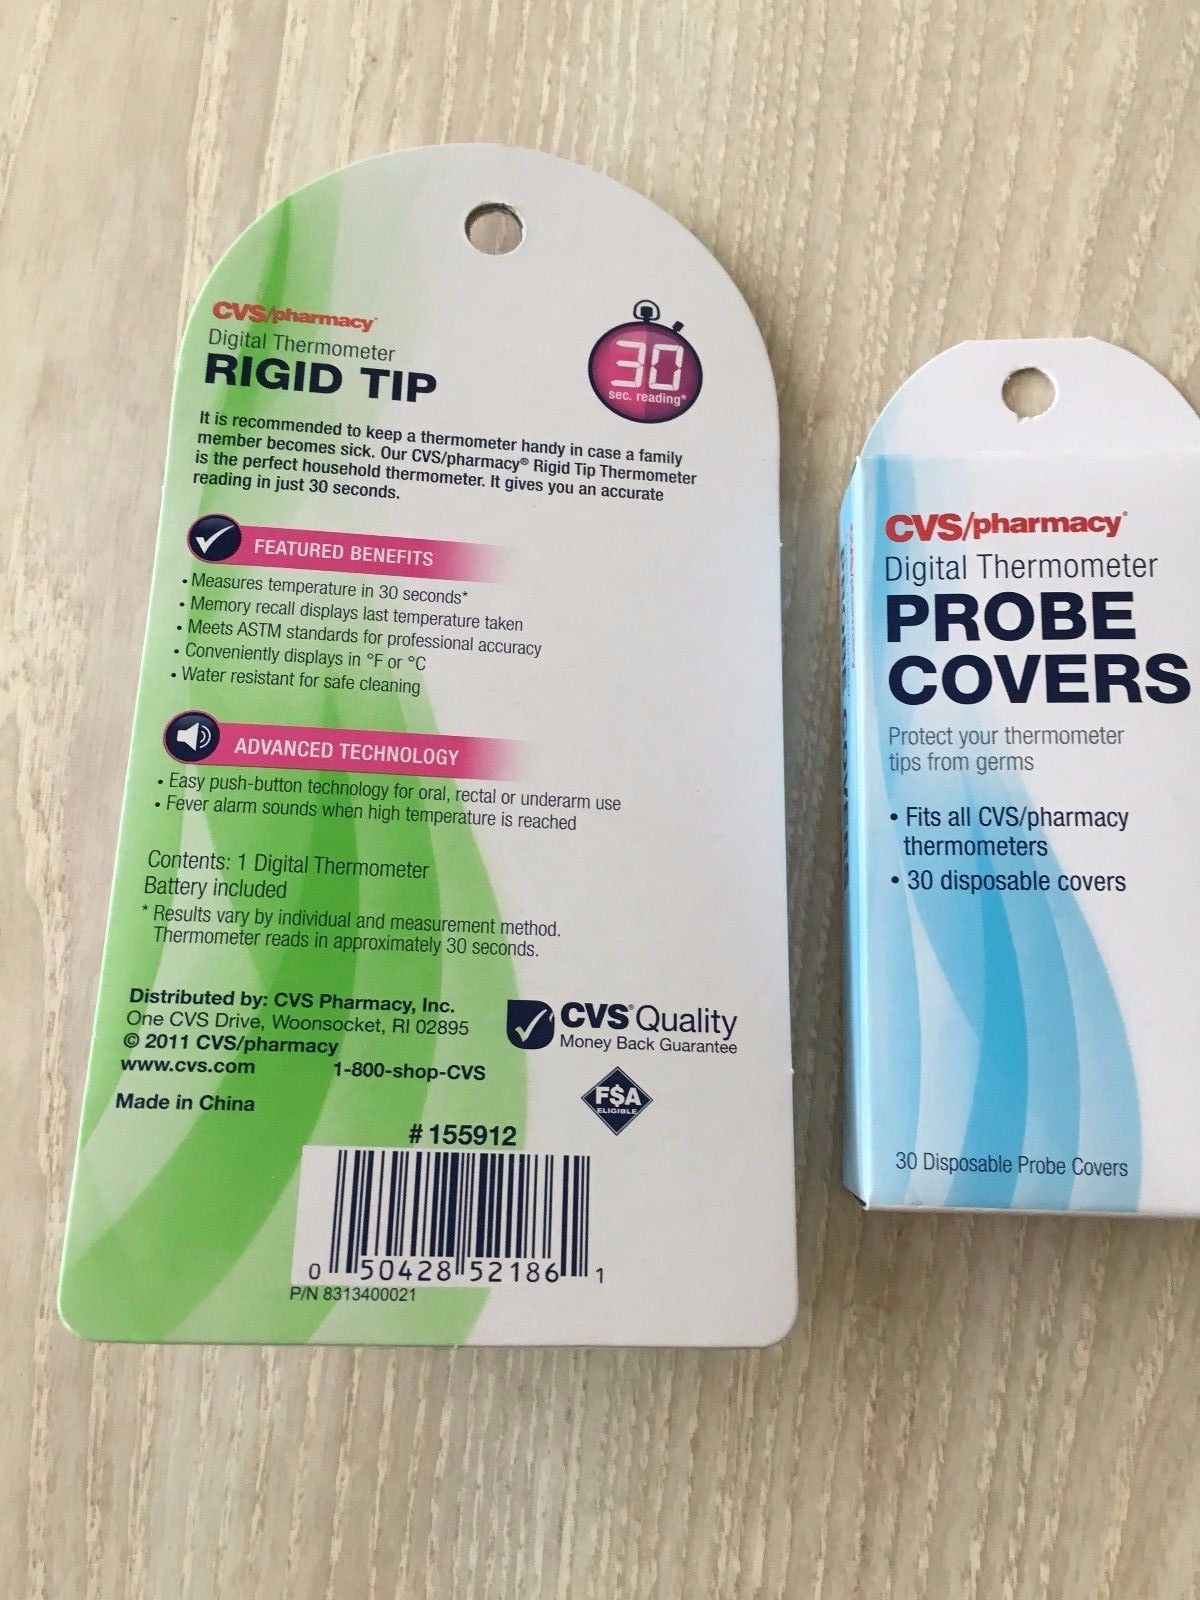 CVS/pharmacy
Digital Thermometer
RIGID TIP
30
sec. reading*
It is recommended to keep a thermometer handy in case a family
member becomes sick. Our CVS/pharmacy® Rigid Tip Thermometer
is the perfect household thermometer. It gives you an accurate
reading in just 30 seconds.
FEATURED BENEFITS
• Measures temperature in 30 seconds*
• Memory recall displays last temperature taken
• Meets ASTM standards for professional accuracy
• Conveniently displays in °F or °C
• Water resistant for safe cleaning
ADVANCED TECHNOLOGY
• Easy push-button technology for oral, rectal or underarm use
• Fever alarm sounds when high temperature is reached
Contents: 1 Digital Thermometer
Battery included
* Results vary by individual and measurement method.
Thermometer reads in approximately 30 seconds.
Distributed by: CVS Pharmacy, Inc.
One CVS Drive, Woonsocket, RI 02895
© 2011 CVS/pharmacy
www.cvs.com 1-800-shop-CVS
Made in China
CVS® Quality
Money Back Guarantee
F$A
ELIGIBLE
# 155912
0 50428 52186 1
P/N 8313400021
CVS/pharmacy®
Digital Thermometer
PROBE
COVERS
Protect your thermometer
tips from germs
• Fits all CVS/pharmacy
thermometers
• 30 disposable covers
30 Disposable Probe Covers